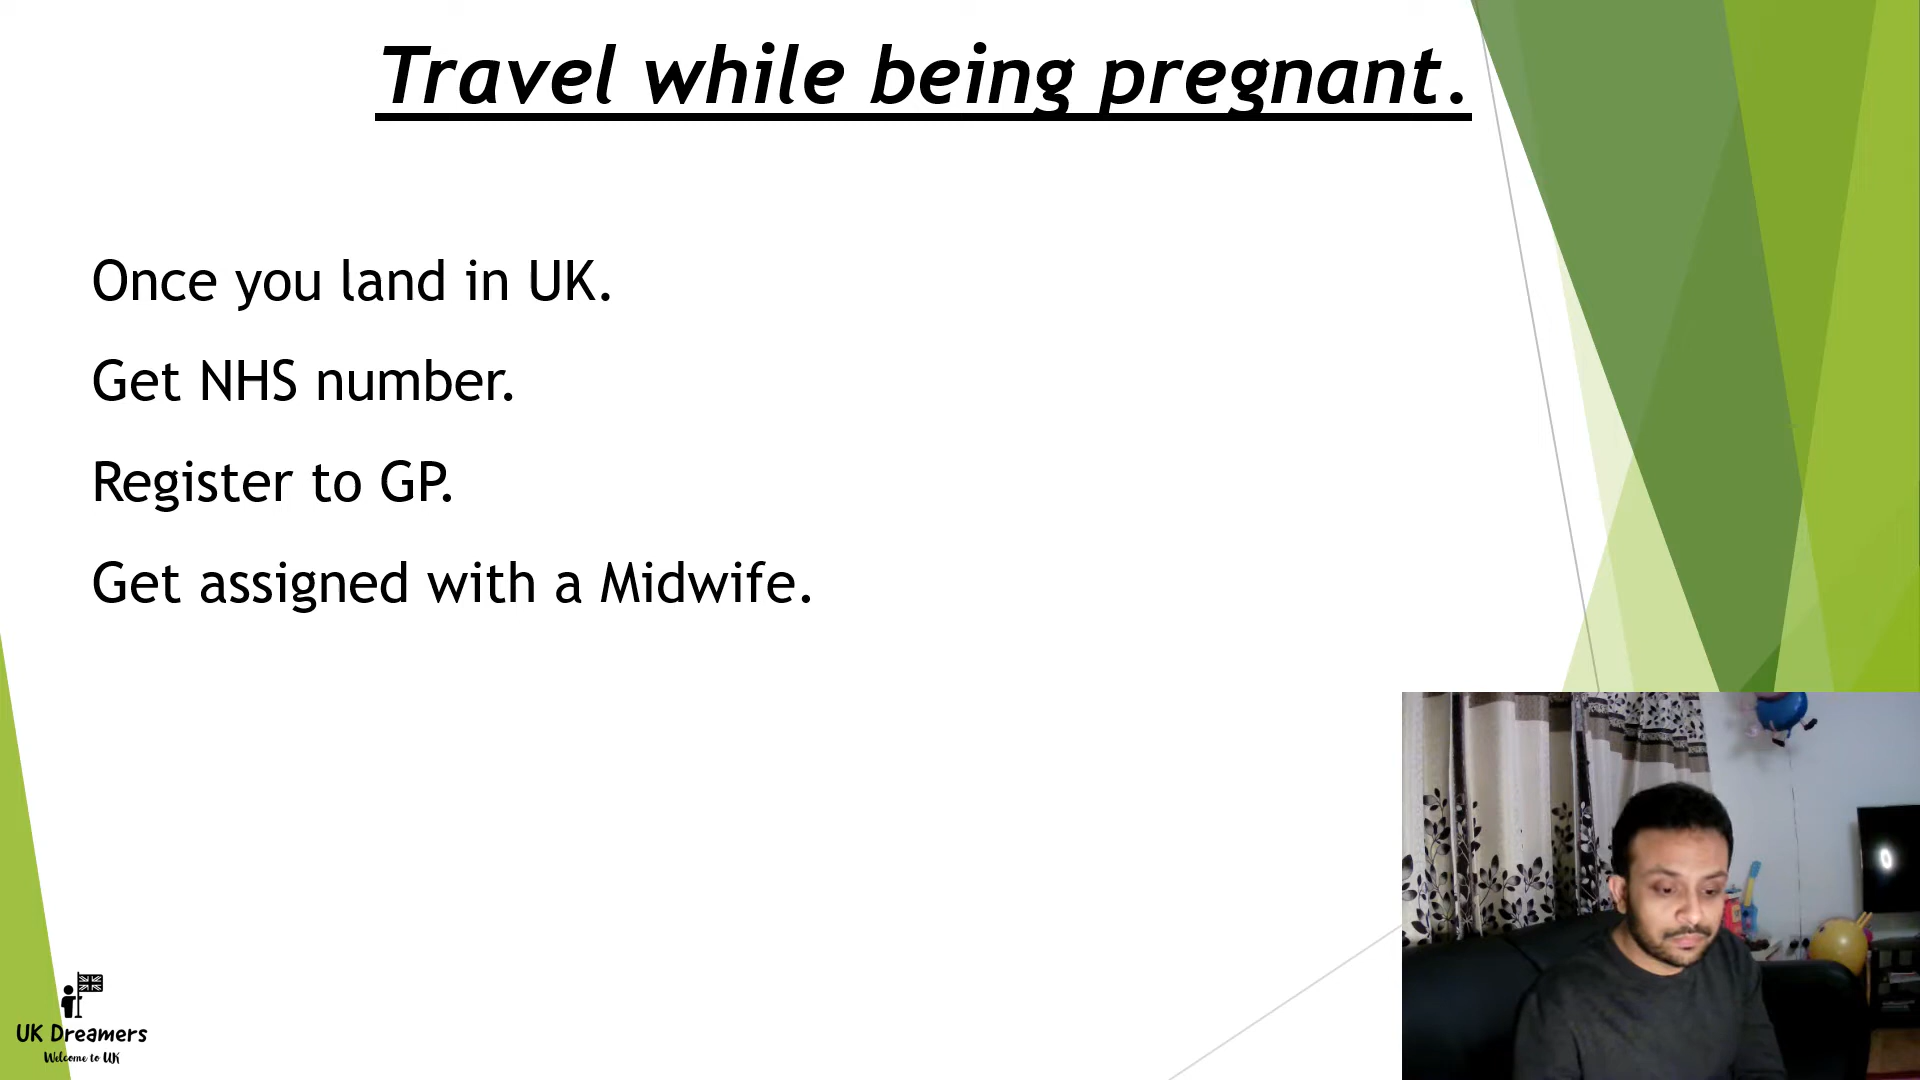 Travel while being pregnant.
Once you land in UK.
Get NHS number.
Register to GP.
Get assigned with a Midwife.
UK Dreamers
Welcome to UK